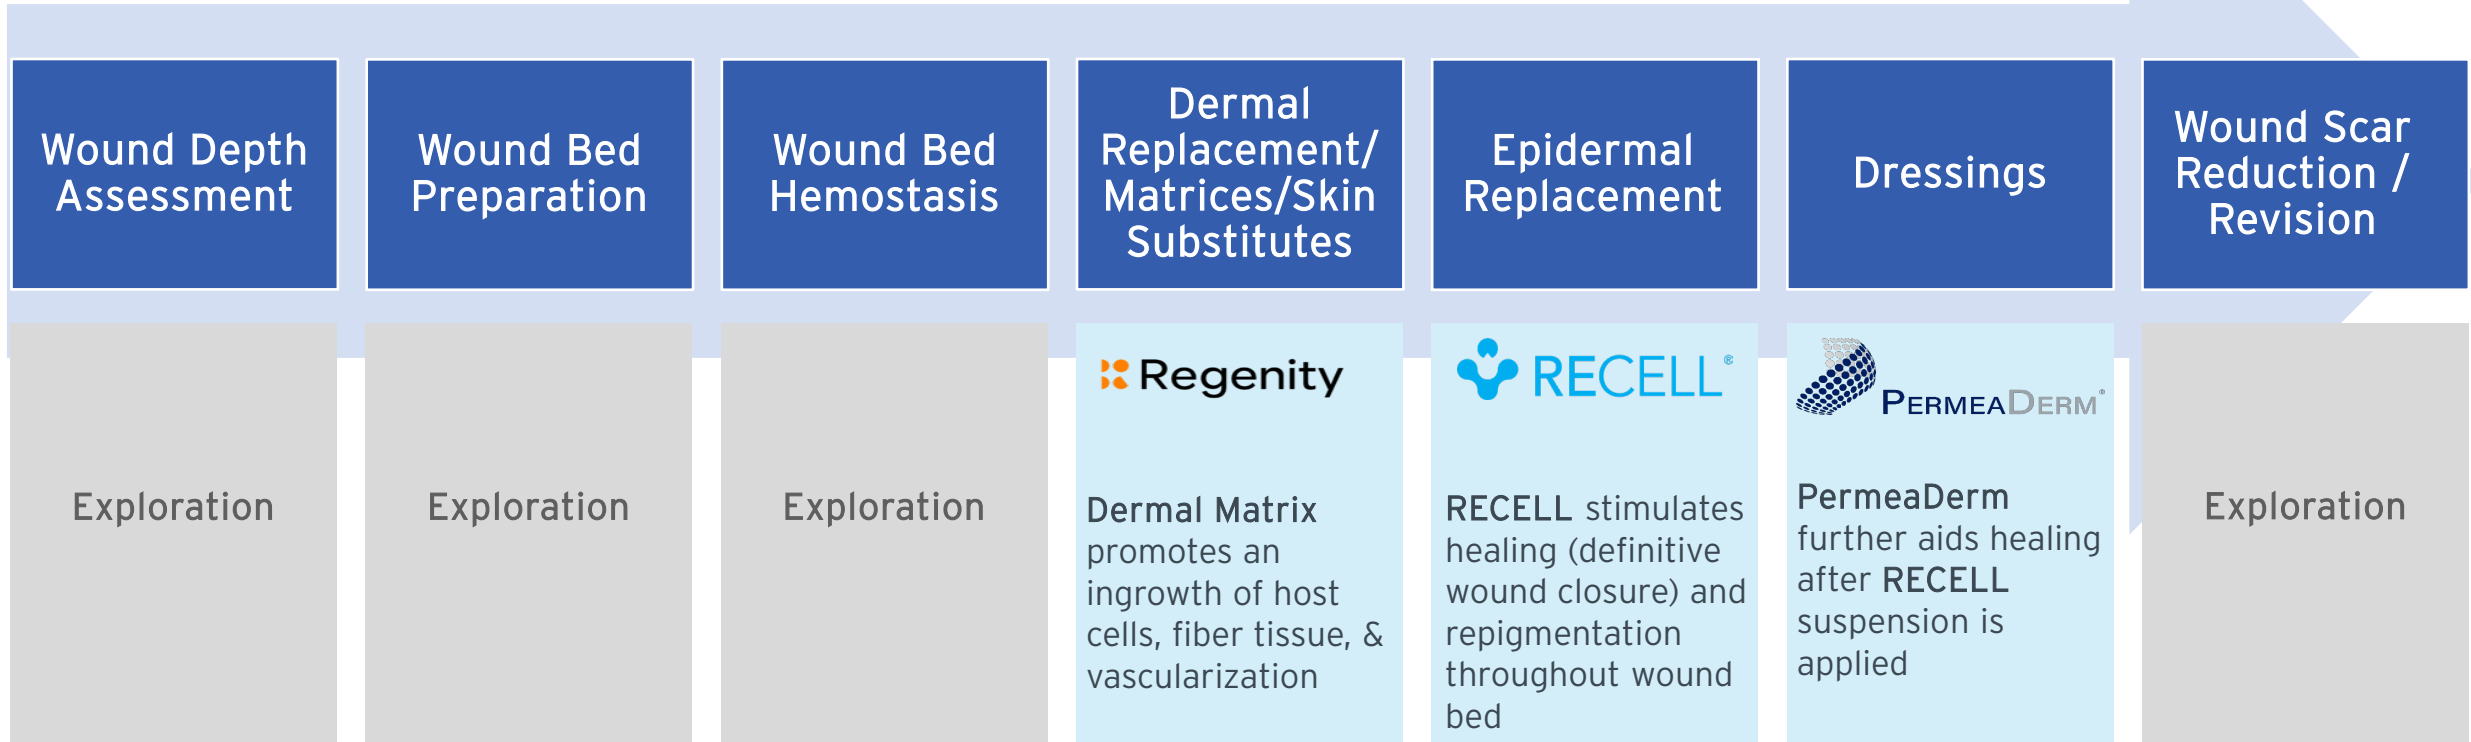 Wound Depth
Assessment
Wound Bed
Preparation
Wound Bed
Hemostasis
Dermal
Replacement/
Matrices/Skin
Substitutes
Epidermal
Replacement
Dressings
Wound Scar
Reduction /
Revision
Exploration
Exploration
Exploration
Regenity
Dermal Matrix
promotes an
ingrowth of host
cells, fiber tissue, &
vascularization
RECELL®
RECELL stimulates
healing (definitive
wound closure) and
repigmentation
throughout wound
bed
PERMEADERM®
PermeaDerm
further aids healing
after RECELL
suspension is
applied
Exploration